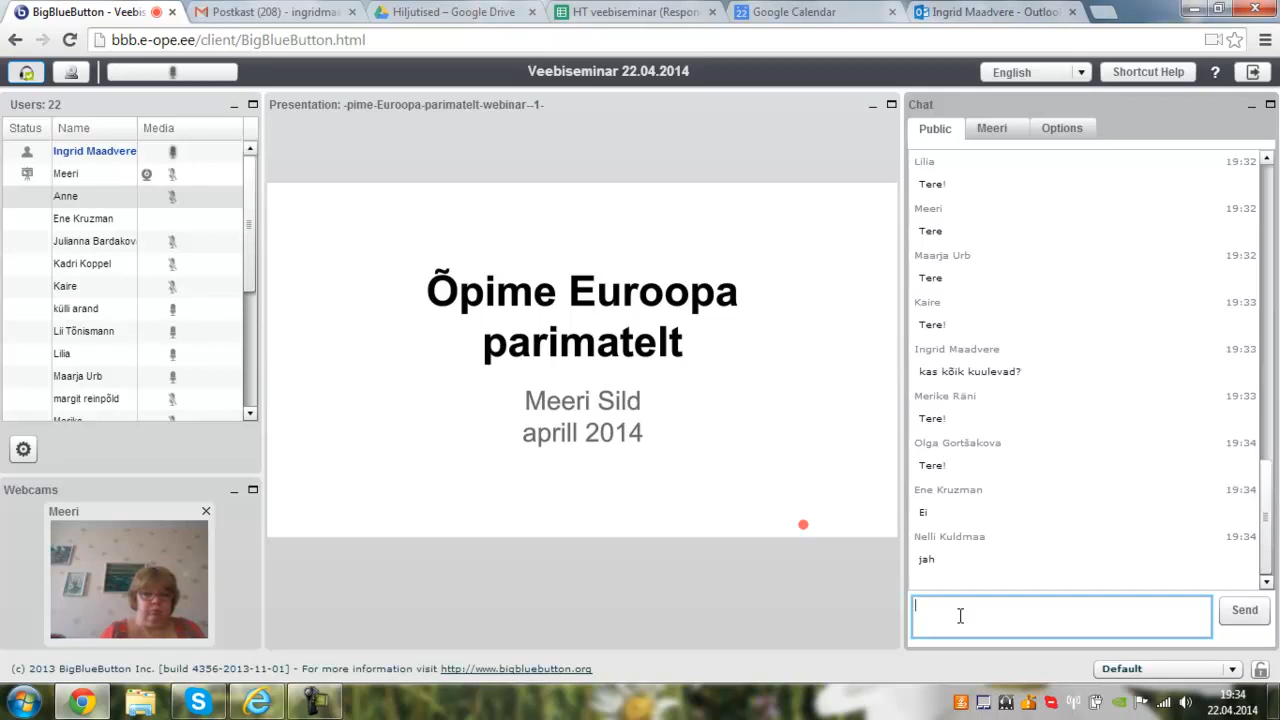 BigBlueButton - Veebis
Postkast (208) - ingridmai
Hiljutised – Google Drive
HT veebiseminar (Respon
Google Calendar
Ingrid Maadvere - Outloo
bbb.e-ope.ee/client/BigBlueButton.html
Veebiseminar 22.04.2014
English
Shortcut Help
?
Users: 22
Status
Name
Media
Ingrid Maadvere
Meeri
Anne
Ene Kruzman
Julianna Bardakov
Kadri Koppel
Kaire
külli arand
Lii Tõnismann
Lilia
Maarja Urb
margit reinpõld
Webcams
Meeri
Presentation: -pime-Euroopa-parimatelt-webinar--1-
Õpime Euroopa
parimatelt
Meeri Sild
aprill 2014
Chat
Public
Meeri
Options
Lilia 19:32
Tere!
Meeri 19:32
Tere
Maarja Urb 19:32
Tere
Kaire 19:33
Tere!
Ingrid Maadvere 19:33
kas kõik kuulevad?
Merike Räni 19:33
Tere!
Olga Gortšakova 19:34
Tere!
Ene Kruzman 19:34
Ei
Nelli Kuldmaa 19:34
jah
Send
(c) 2013 BigBlueButton Inc. [build 4356-2013-11-01] - For more information visit http://www.bigbluebutton.org
Default
19:34
22.04.2014